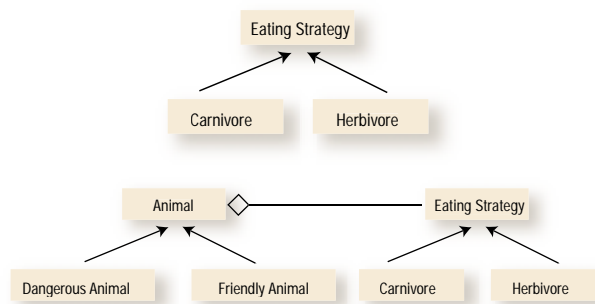 Eating Strategy
Carnivore
Herbivore
Animal
Eating Strategy
Dangerous Animal
Friendly Animal
Carnivore
Herbivore